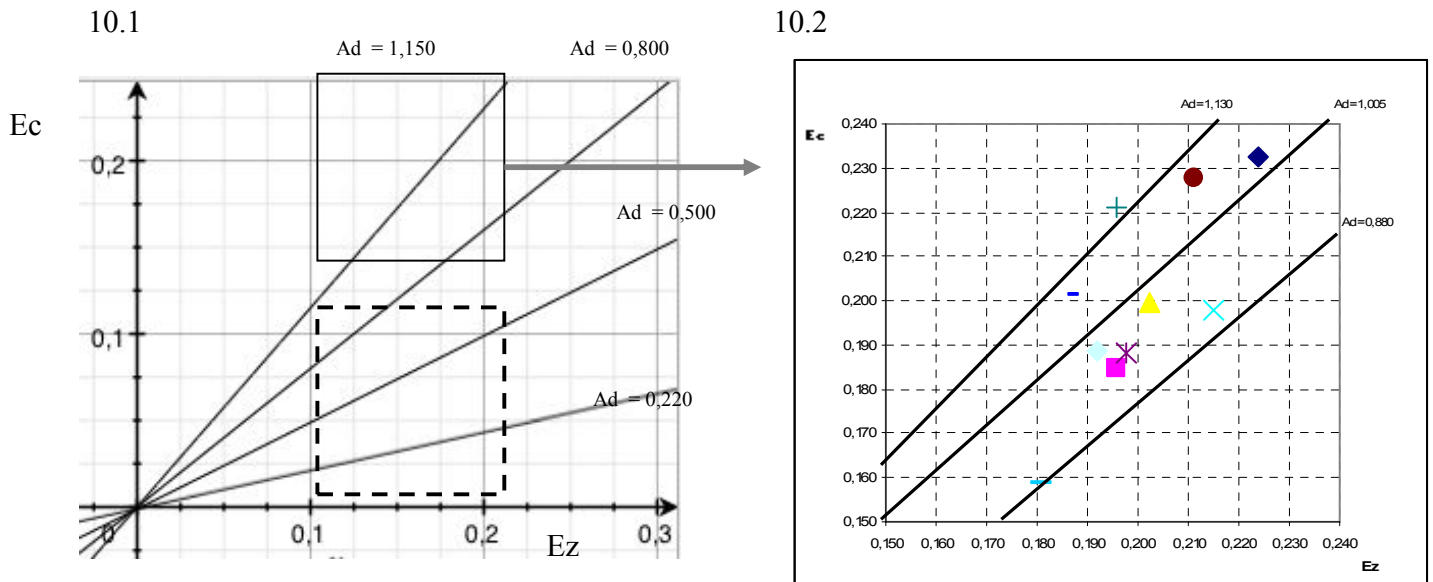 10.1
Ad = 1,150
Ad = 0,800
Ec
0,2
Ad = 0,500
0,1
Ad = 0,220
0
0,1
0,2
0,3
Ez
10.2
Ad=1,130
Ad=1,005
Ec
0,240
0,230
0,220
Ad=0,880
0,210
0,200
0,190
0,180
0,170
0,160
0,150
0,150 0,160 0,170 0,180 0,190 0,200 0,210 0,220 0,230 0,240
Ez